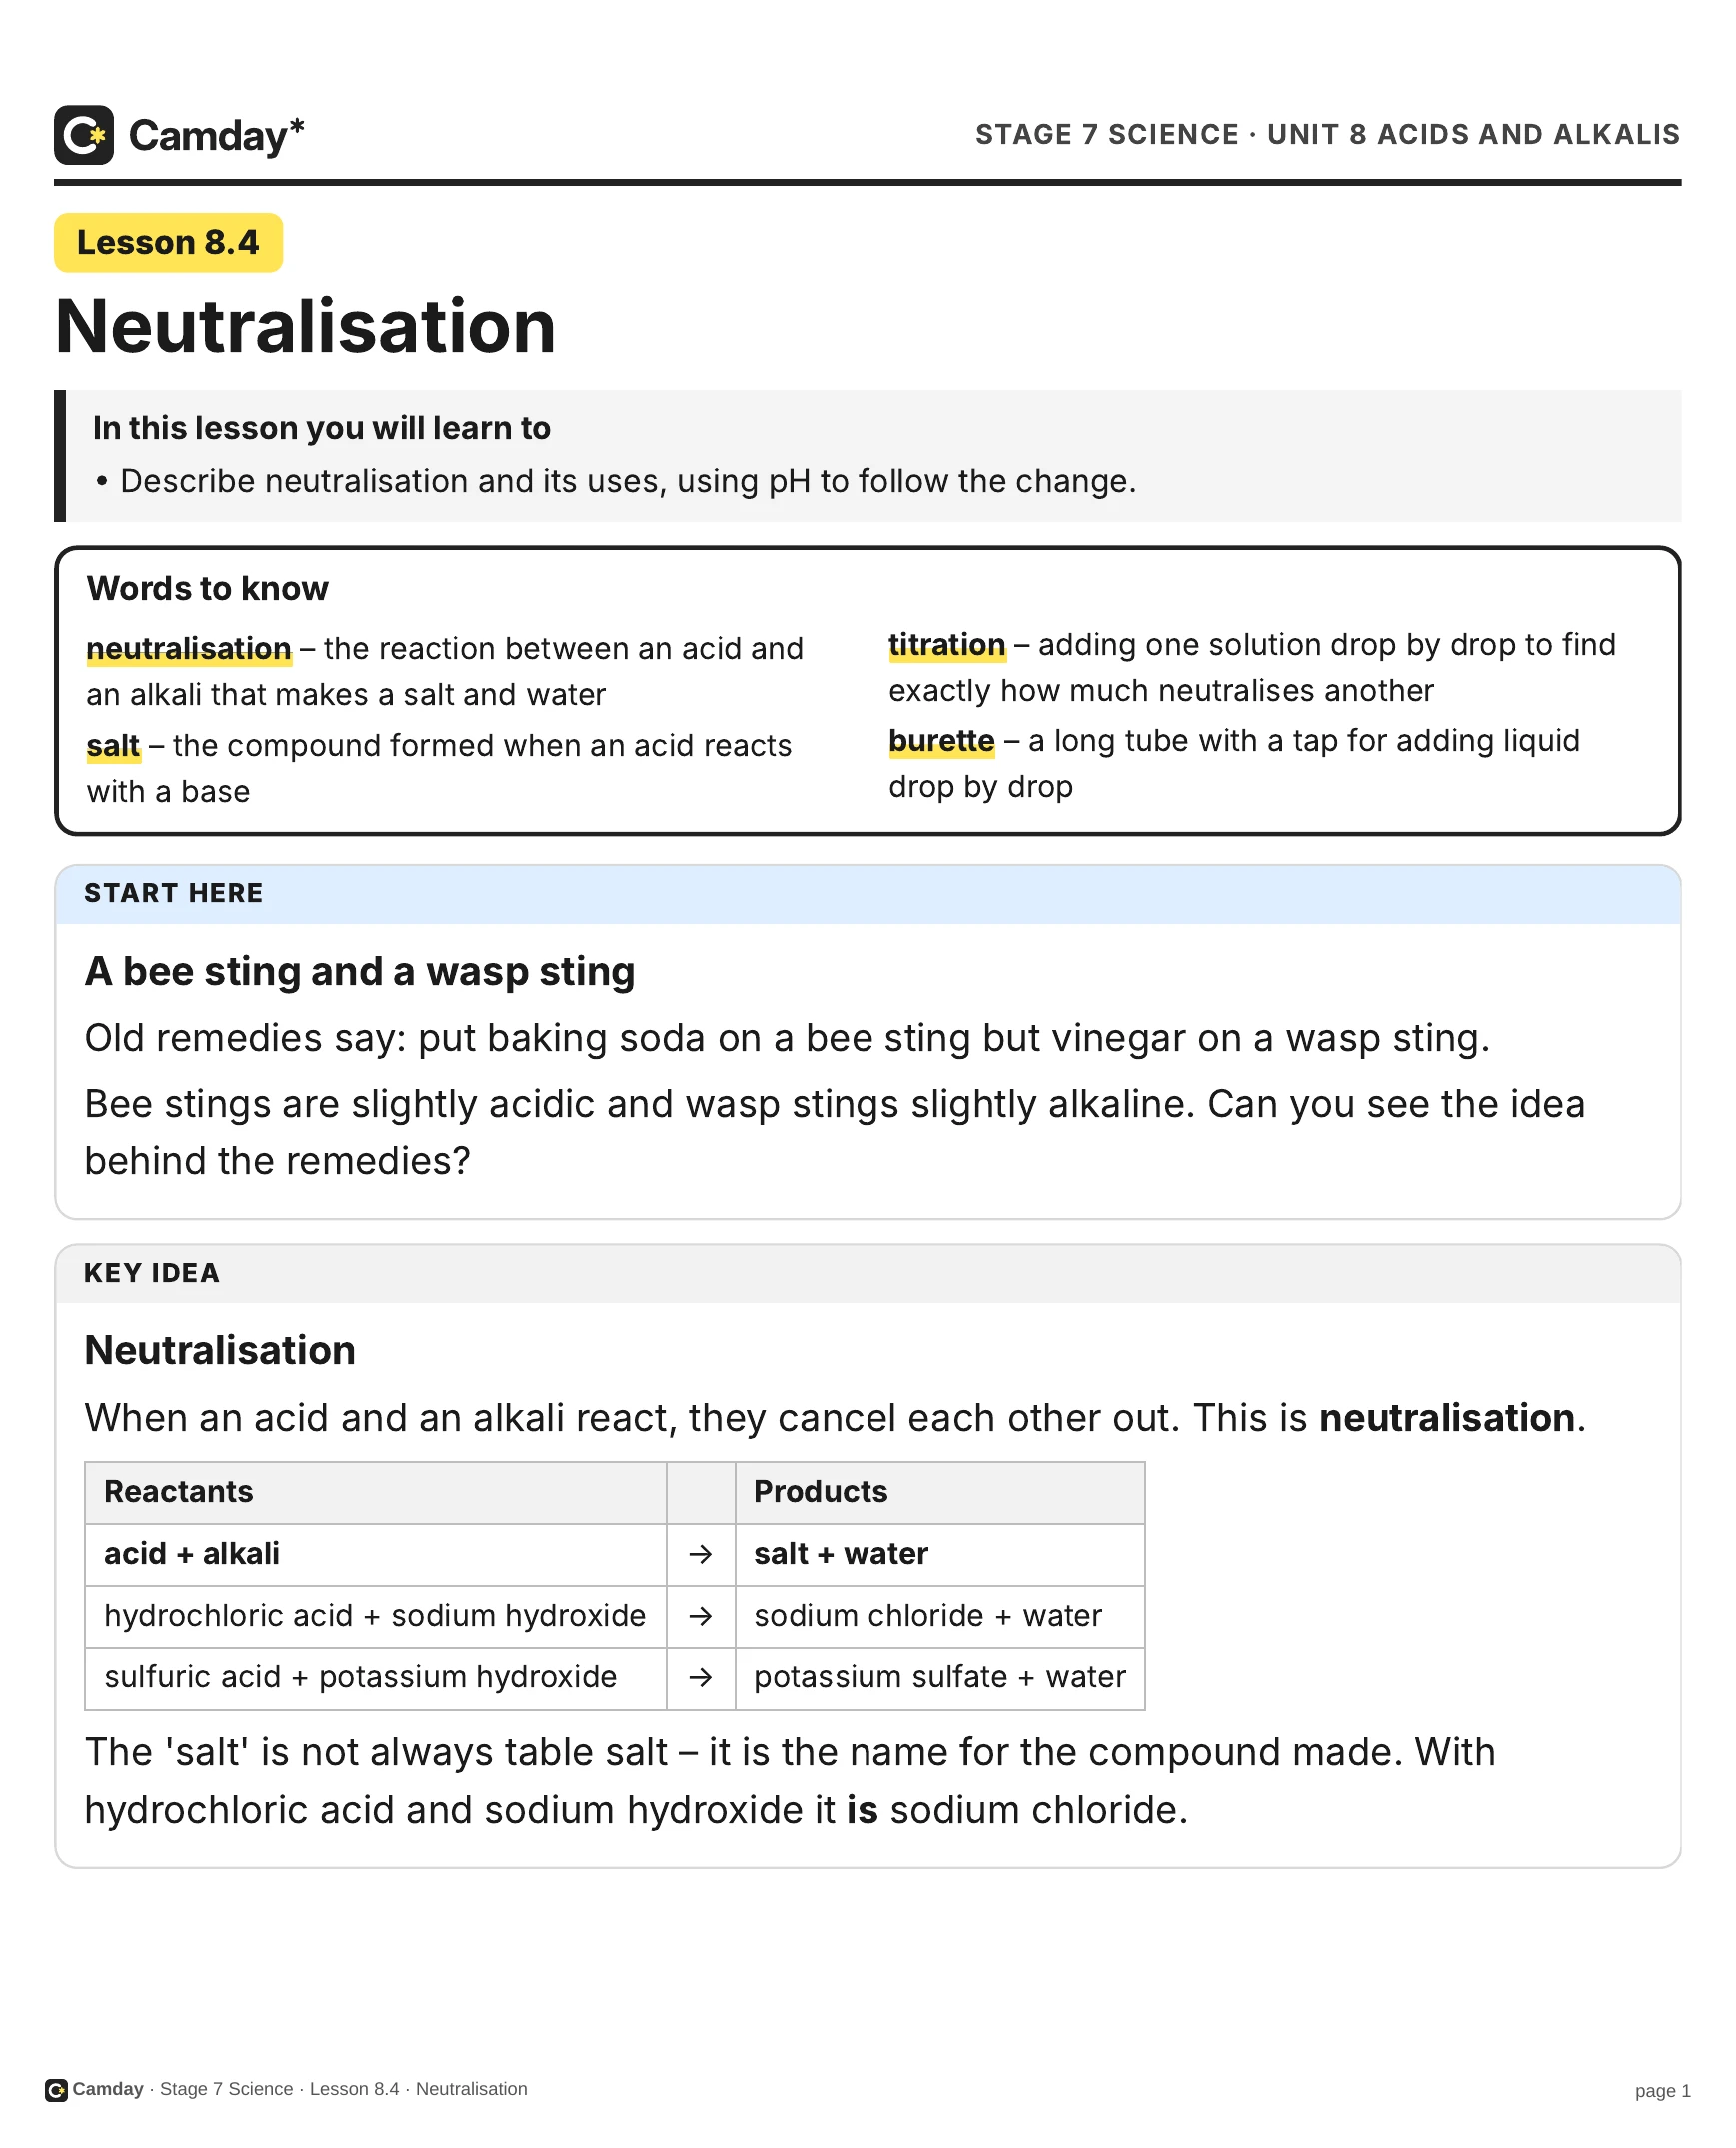 Camday*
STAGE 7 SCIENCE · UNIT 8 ACIDS AND ALKALIS
Lesson 8.4
Neutralisation
In this lesson you will learn to
• Describe neutralisation and its uses, using pH to follow the change.
Words to know
neutralisation – the reaction between an acid and
an alkali that makes a salt and water
salt – the compound formed when an acid reacts
with a base
titration – adding one solution drop by drop to find
exactly how much neutralises another
burette – a long tube with a tap for adding liquid
drop by drop
START HERE
A bee sting and a wasp sting
Old remedies say: put baking soda on a bee sting but vinegar on a wasp sting.
Bee stings are slightly acidic and wasp stings slightly alkaline. Can you see the idea
behind the remedies?
KEY IDEA
Neutralisation
When an acid and an alkali react, they cancel each other out. This is neutralisation.
Reactants Products
acid + alkali → salt + water
hydrochloric acid + sodium hydroxide → sodium chloride + water
sulfuric acid + potassium hydroxide → potassium sulfate + water
The 'salt' is not always table salt – it is the name for the compound made. With
hydrochloric acid and sodium hydroxide it is sodium chloride.
Camday · Stage 7 Science · Lesson 8.4 · Neutralisation
page 1